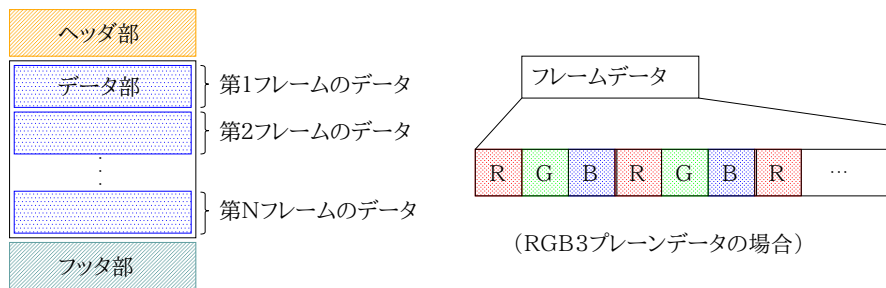 ヘッダ部
データ部
第1フレームのデータ
第2フレームのデータ
⋮
第Nフレームのデータ
フッタ部
フレームデータ
R G B R G B R …
(RGB3プレーンデータの場合)